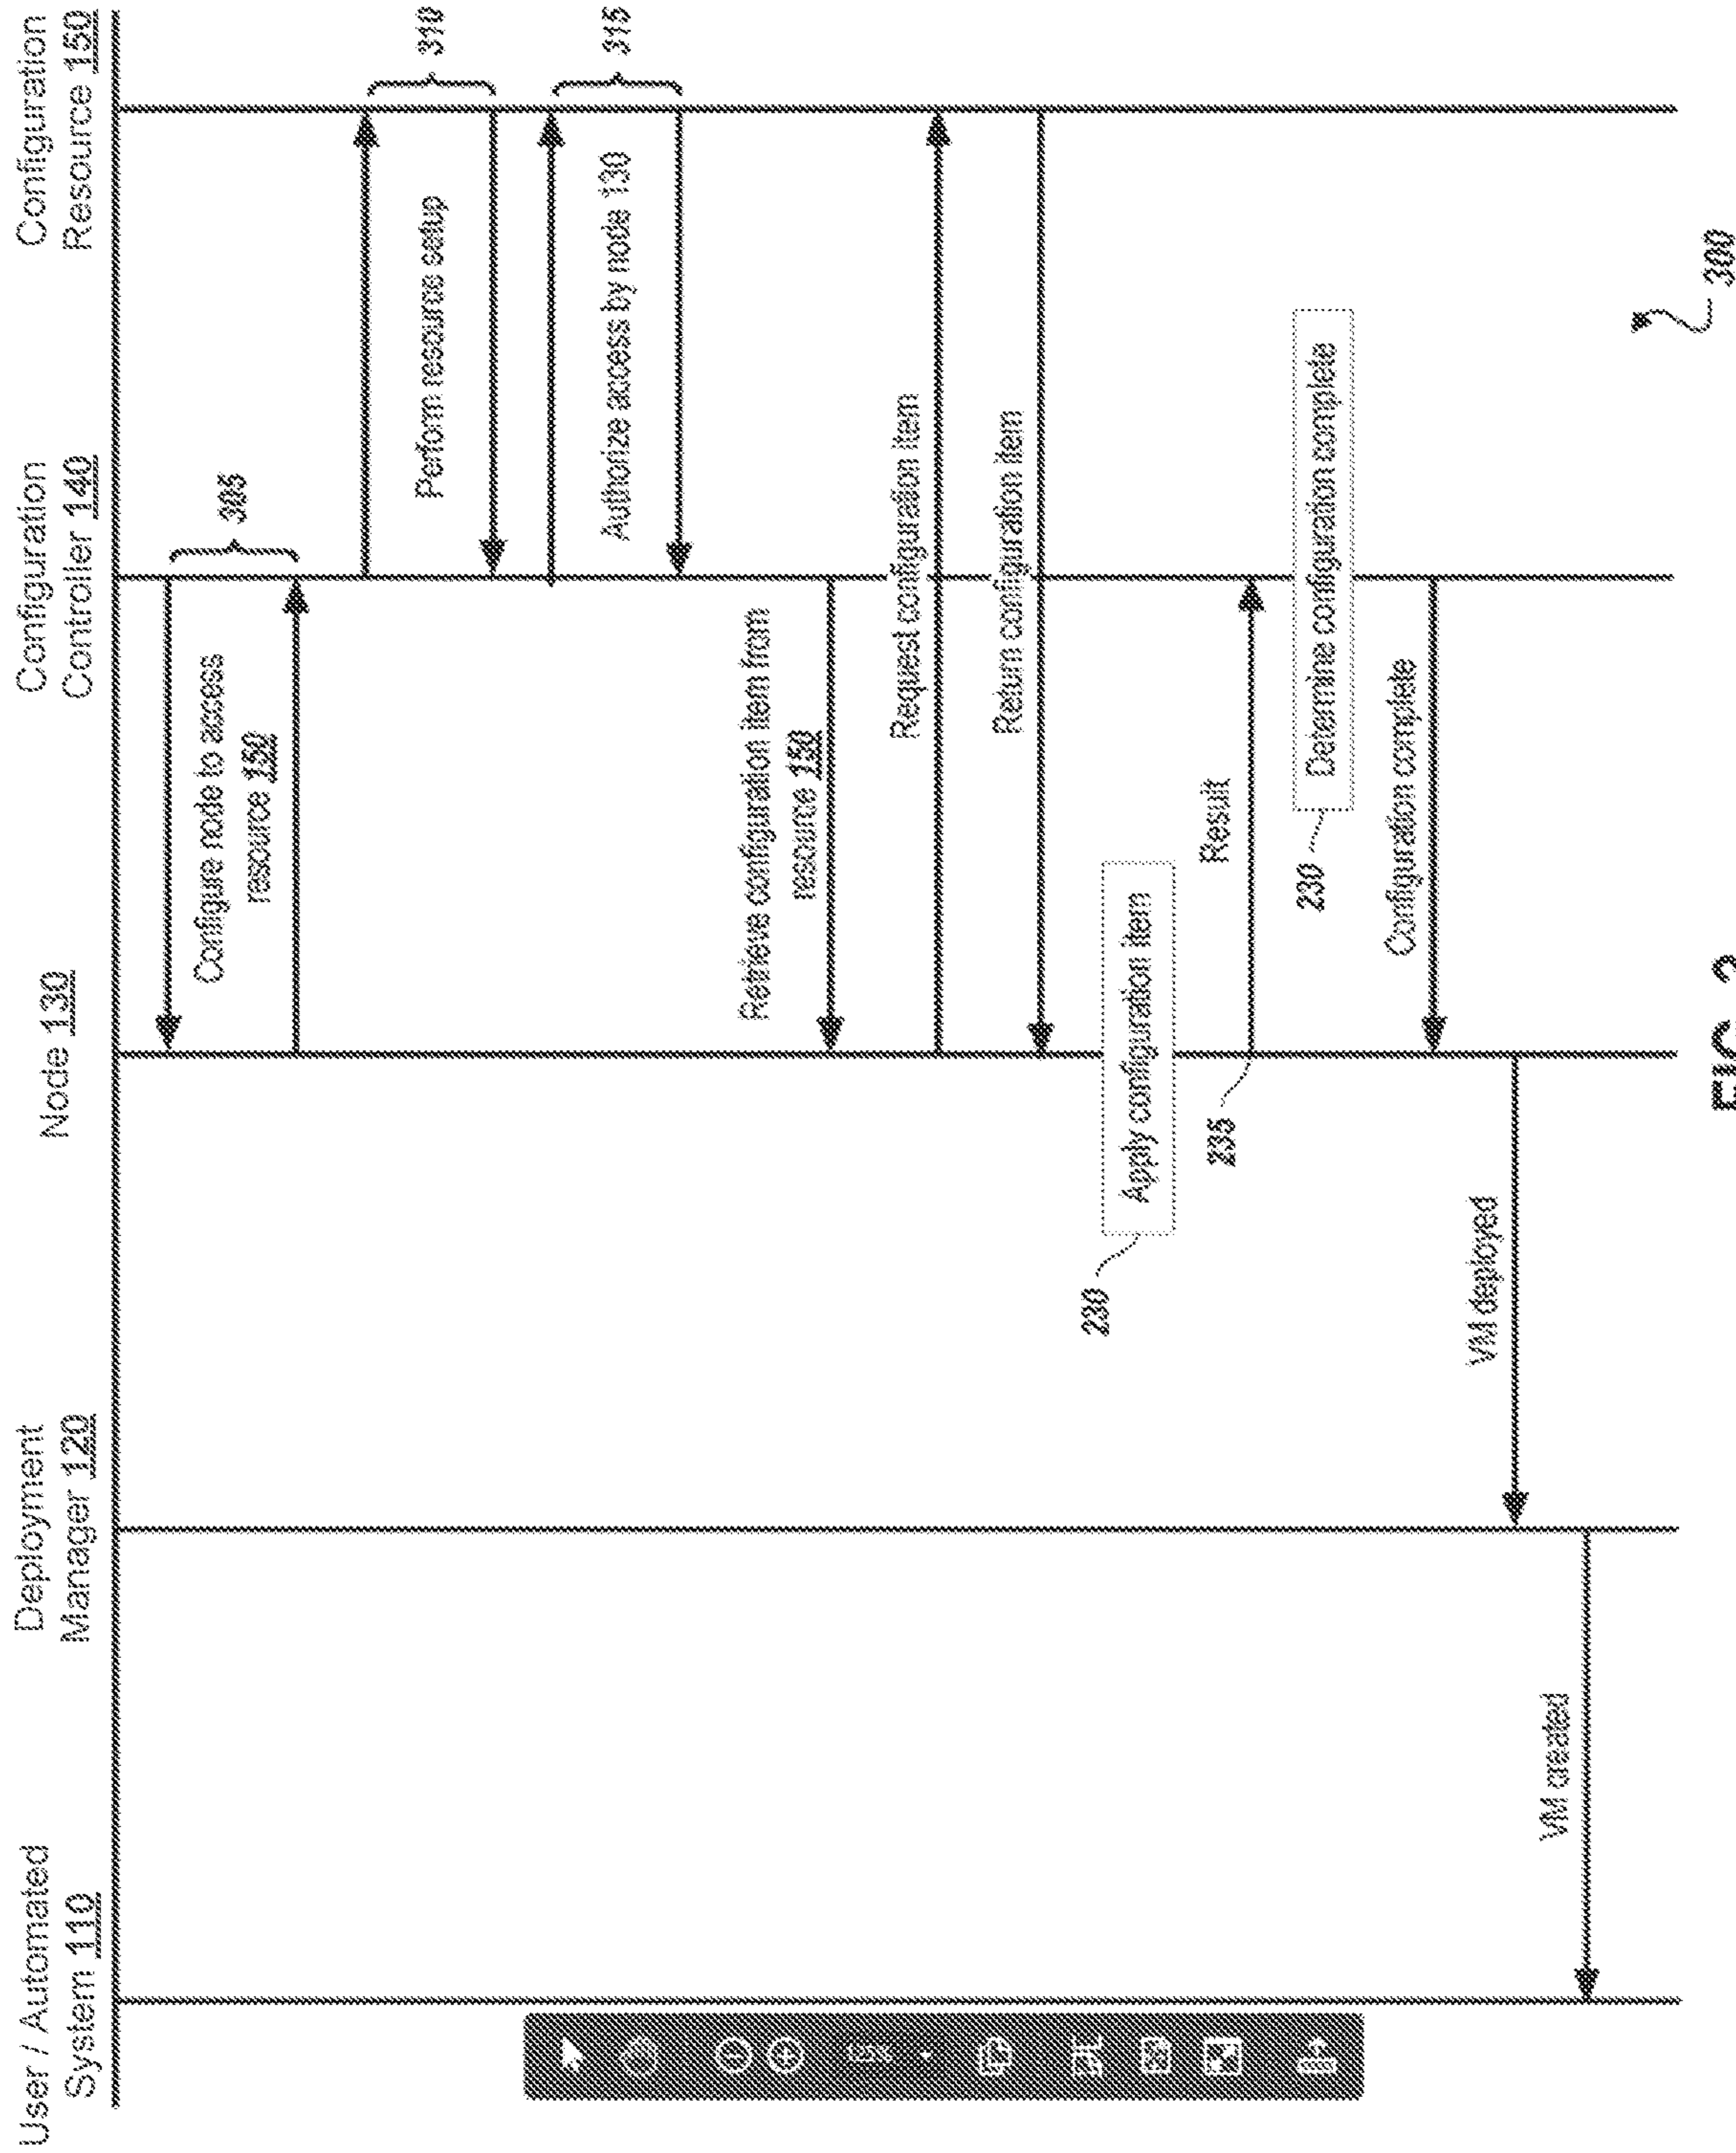 User / Automated
System 110
Deployment
Manager 120
Node 130
Configuration
Controller 140
Configuration
Resource 150
305
Configure node to access
resource 150
310
Perform resource setup
315
Authorize access by node 130
Retrieve configuration item from
resource 150
Request configuration item
Return configuration item
230
Apply configuration item
235
Result
230
Determine configuration complete
Configuration complete
VM deployed
VM created
300